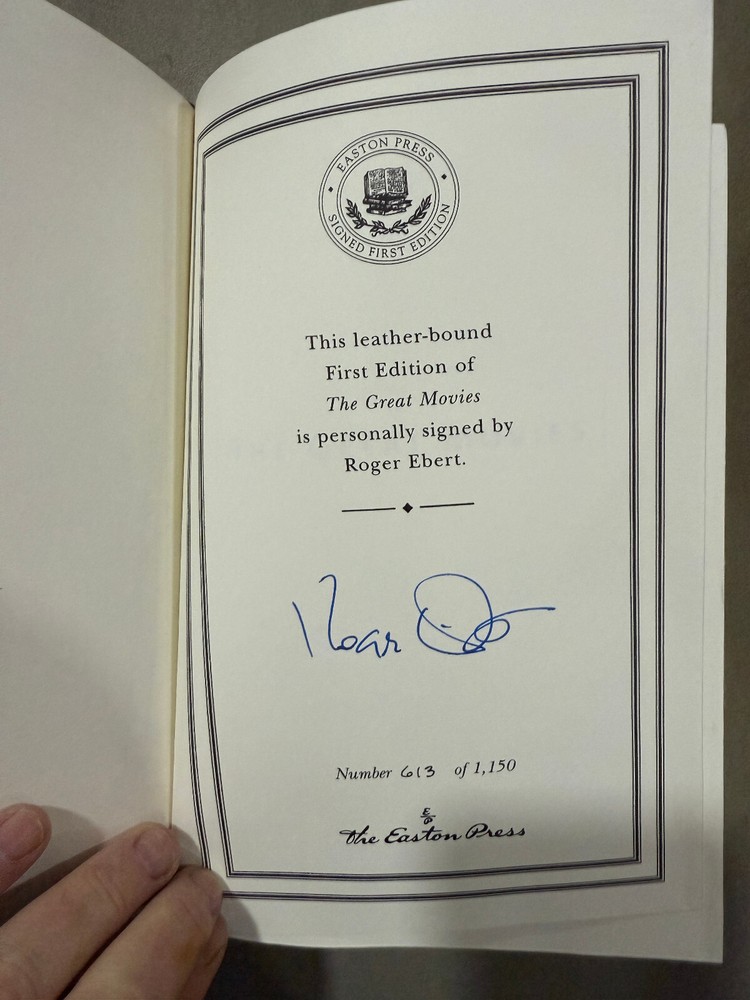 EASTON PRESS
SIGNED FIRST EDITION
This leather-bound
First Edition of
The Great Movies
is personally signed by
Roger Ebert.
Number 613 of 1,150
E/P
The Easton Press